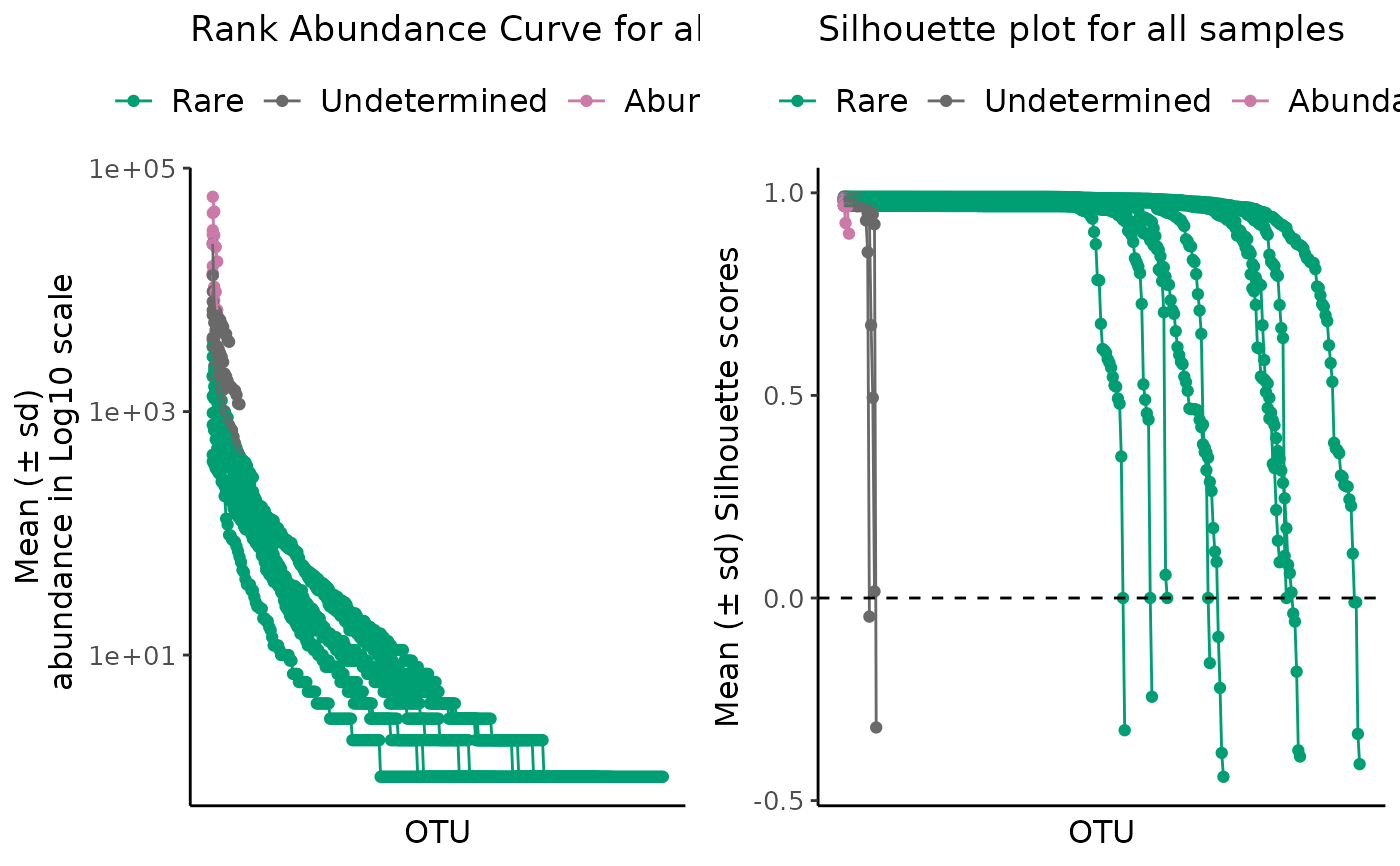 Rank Abundance Curve for al
Rare Undetermined Abur
1e+05
1e+03
1e+01
Mean (± sd)
abundance in Log10 scale
OTU
Silhouette plot for all samples
Rare Undetermined Abunda
1.0
0.5
0.0
-0.5
Mean (± sd) Silhouette scores
OTU